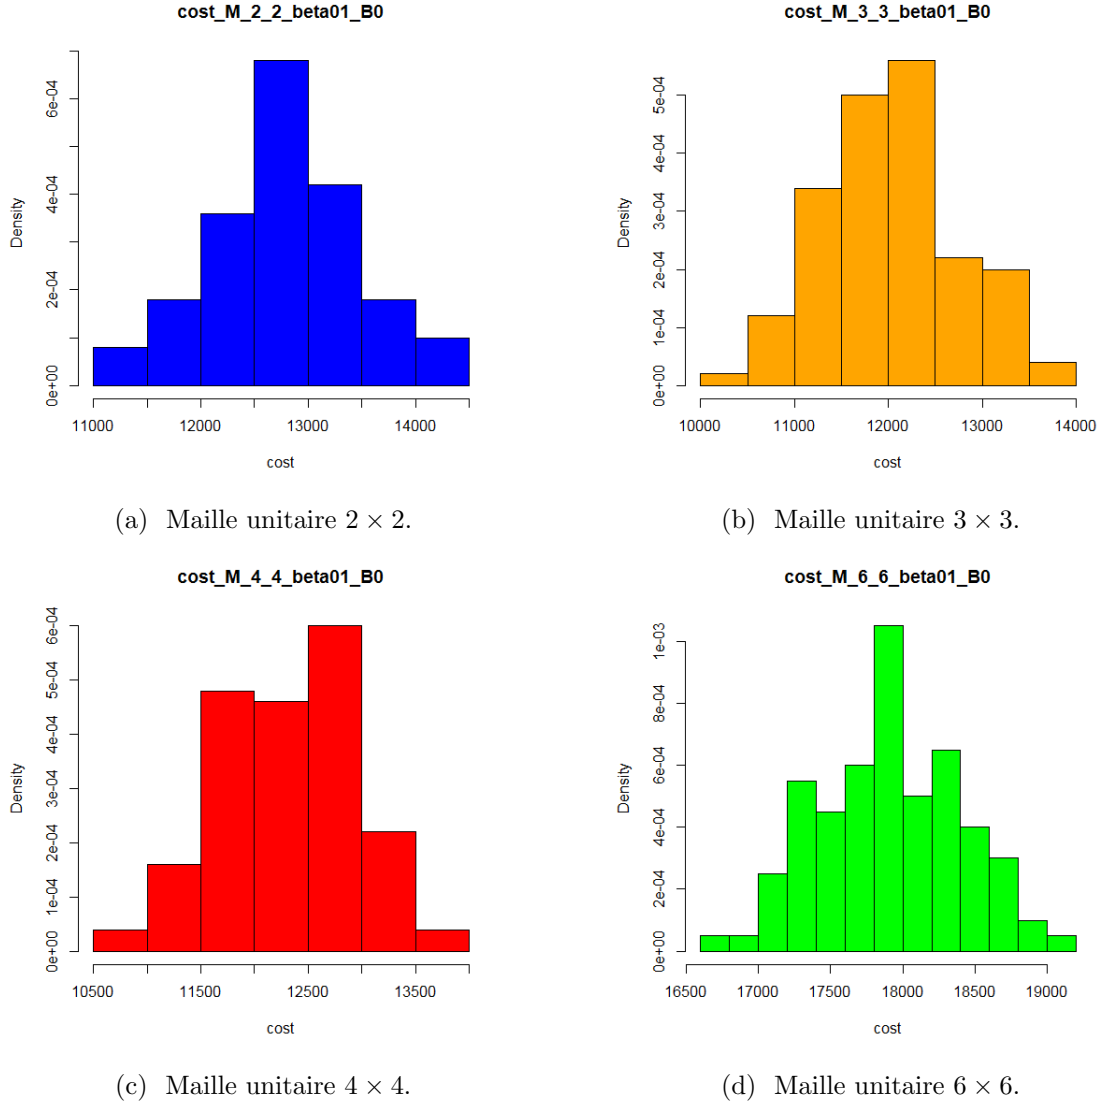 cost_M_2_2_beta01_B0
Density
0e+00
2e-04
4e-04
6e-04
11000 12000 13000 14000
cost
(a) Maille unitaire 2 × 2.
cost_M_3_3_beta01_B0
Density
0e+00
1e-04
2e-04
3e-04
4e-04
5e-04
10000 11000 12000 13000 14000
cost
(b) Maille unitaire 3 × 3.
cost_M_4_4_beta01_B0
Density
0e+00
1e-04
2e-04
3e-04
4e-04
5e-04
6e-04
10500 11500 12500 13500
cost
(c) Maille unitaire 4 × 4.
cost_M_6_6_beta01_B0
Density
0e+00
2e-04
4e-04
6e-04
8e-04
1e-03
16500 17000 17500 18000 18500 19000
cost
(d) Maille unitaire 6 × 6.